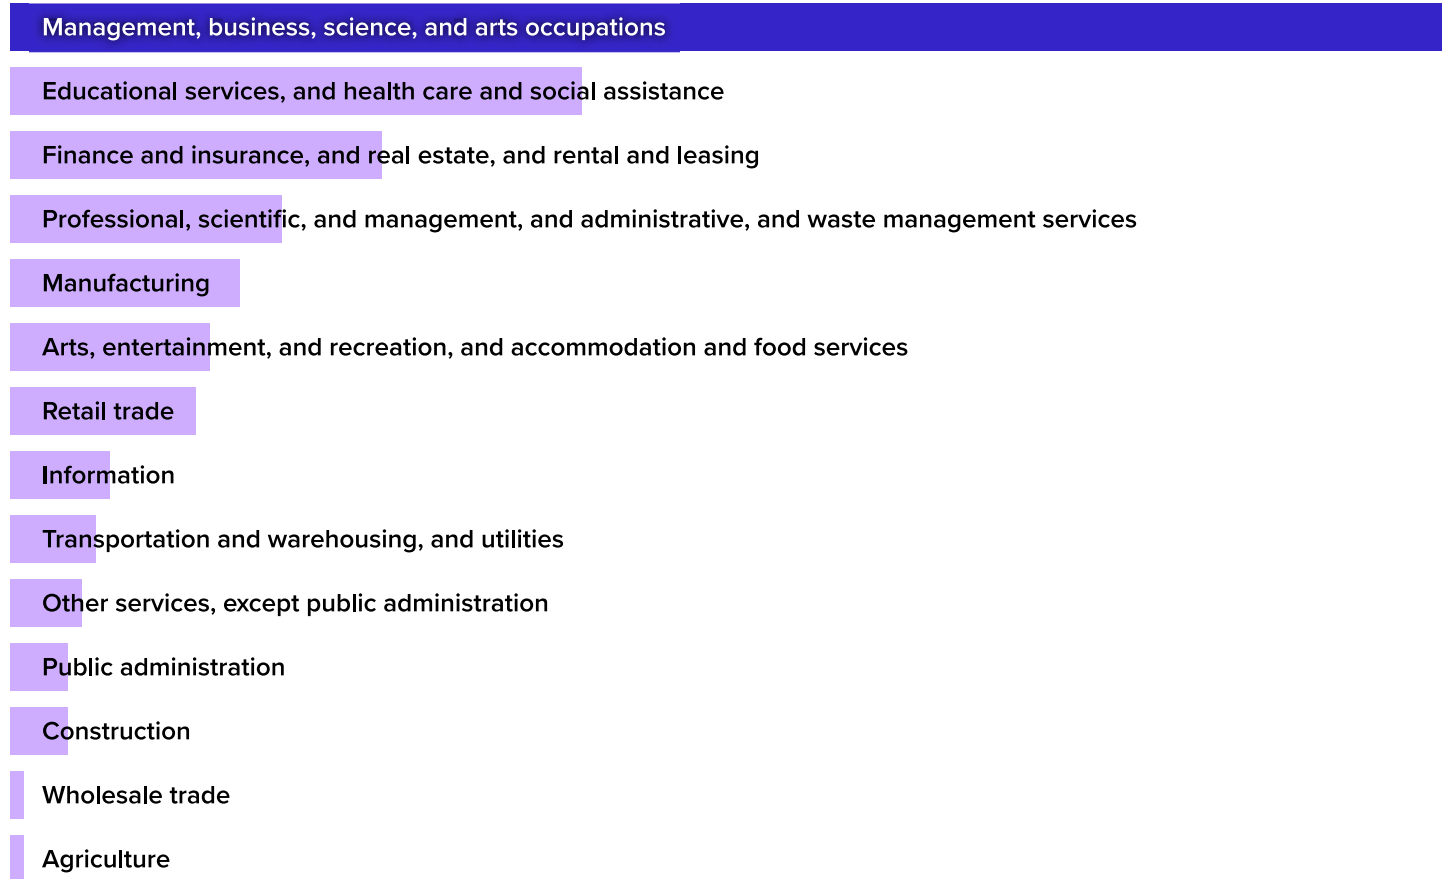 Management, business, science, and arts occupations
Educational services, and health care and social assistance
Finance and insurance, and real estate, and rental and leasing
Professional, scientific, and management, and administrative, and waste management services
Manufacturing
Arts, entertainment, and recreation, and accommodation and food services
Retail trade
Information
Transportation and warehousing, and utilities
Other services, except public administration
Public administration
Construction
Wholesale trade
Agriculture